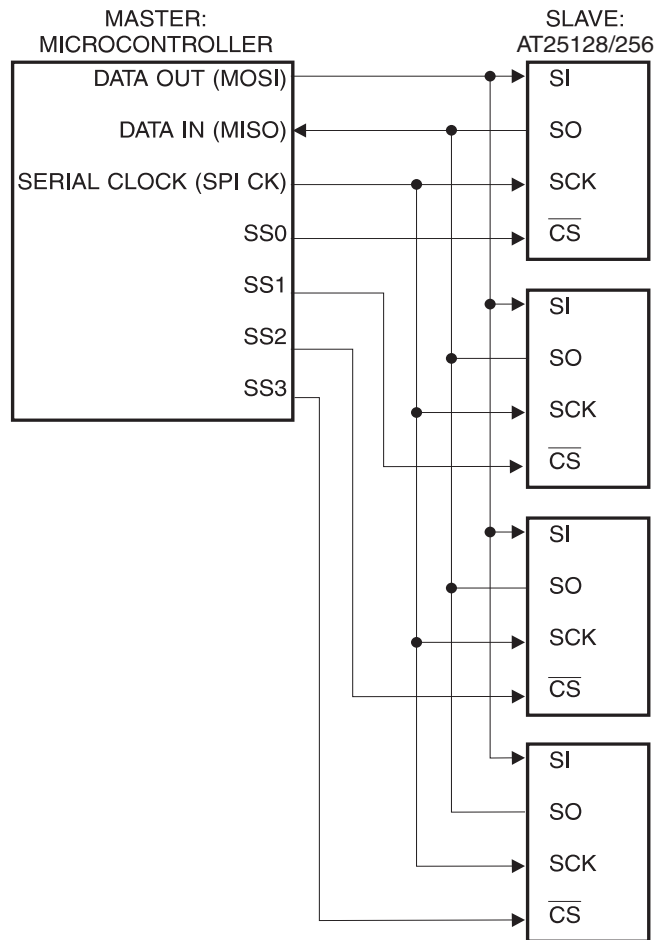 MASTER:
MICROCONTROLLER
SLAVE:
AT25128/256
DATA OUT (MOSI)
DATA IN (MISO)
SERIAL CLOCK (SPI CK)
SS0
SS1
SS2
SS3
SI
SO
SCK
CS
SI
SO
SCK
CS
SI
SO
SCK
CS
SI
SO
SCK
CS